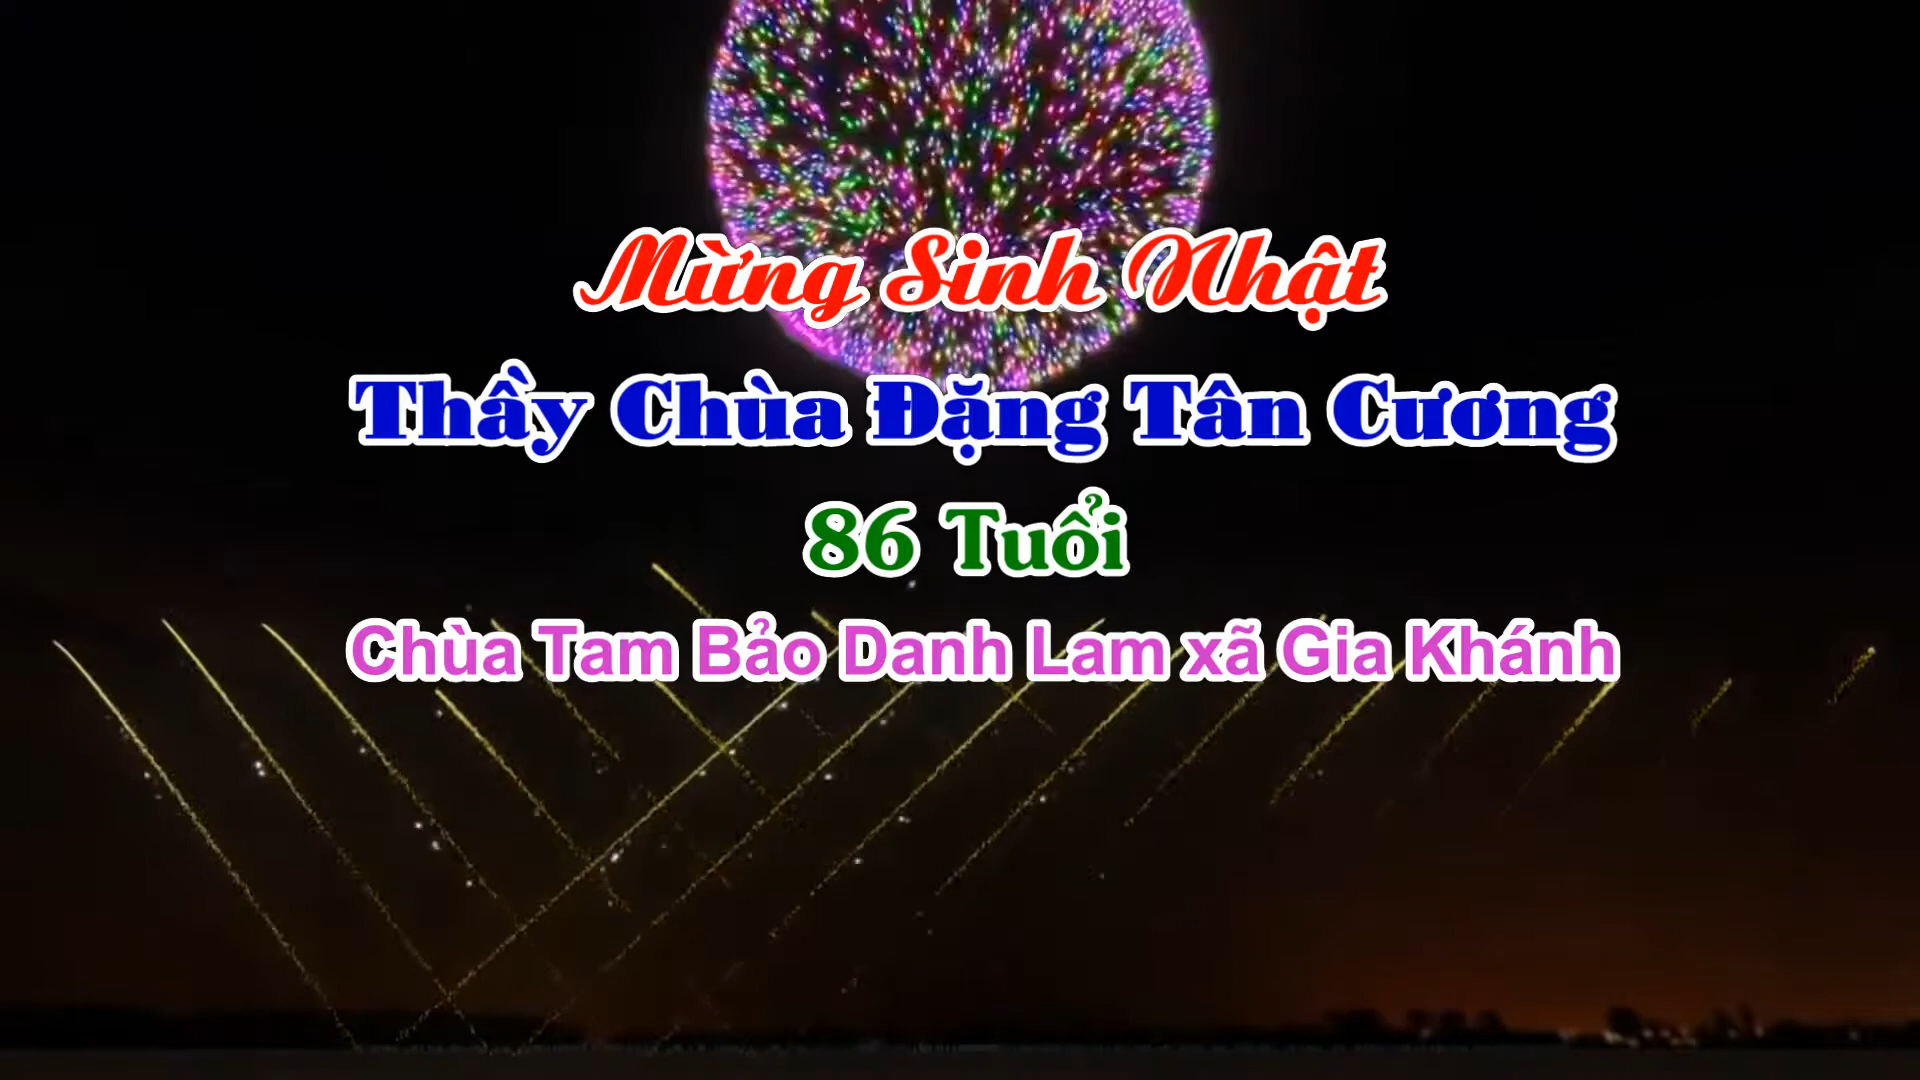 Mừng Sinh Nhật
Thầy Chùa Đặng Tân Cương
86 Tuổi
Chùa Tam Bảo Danh Lam xã Gia Khánh